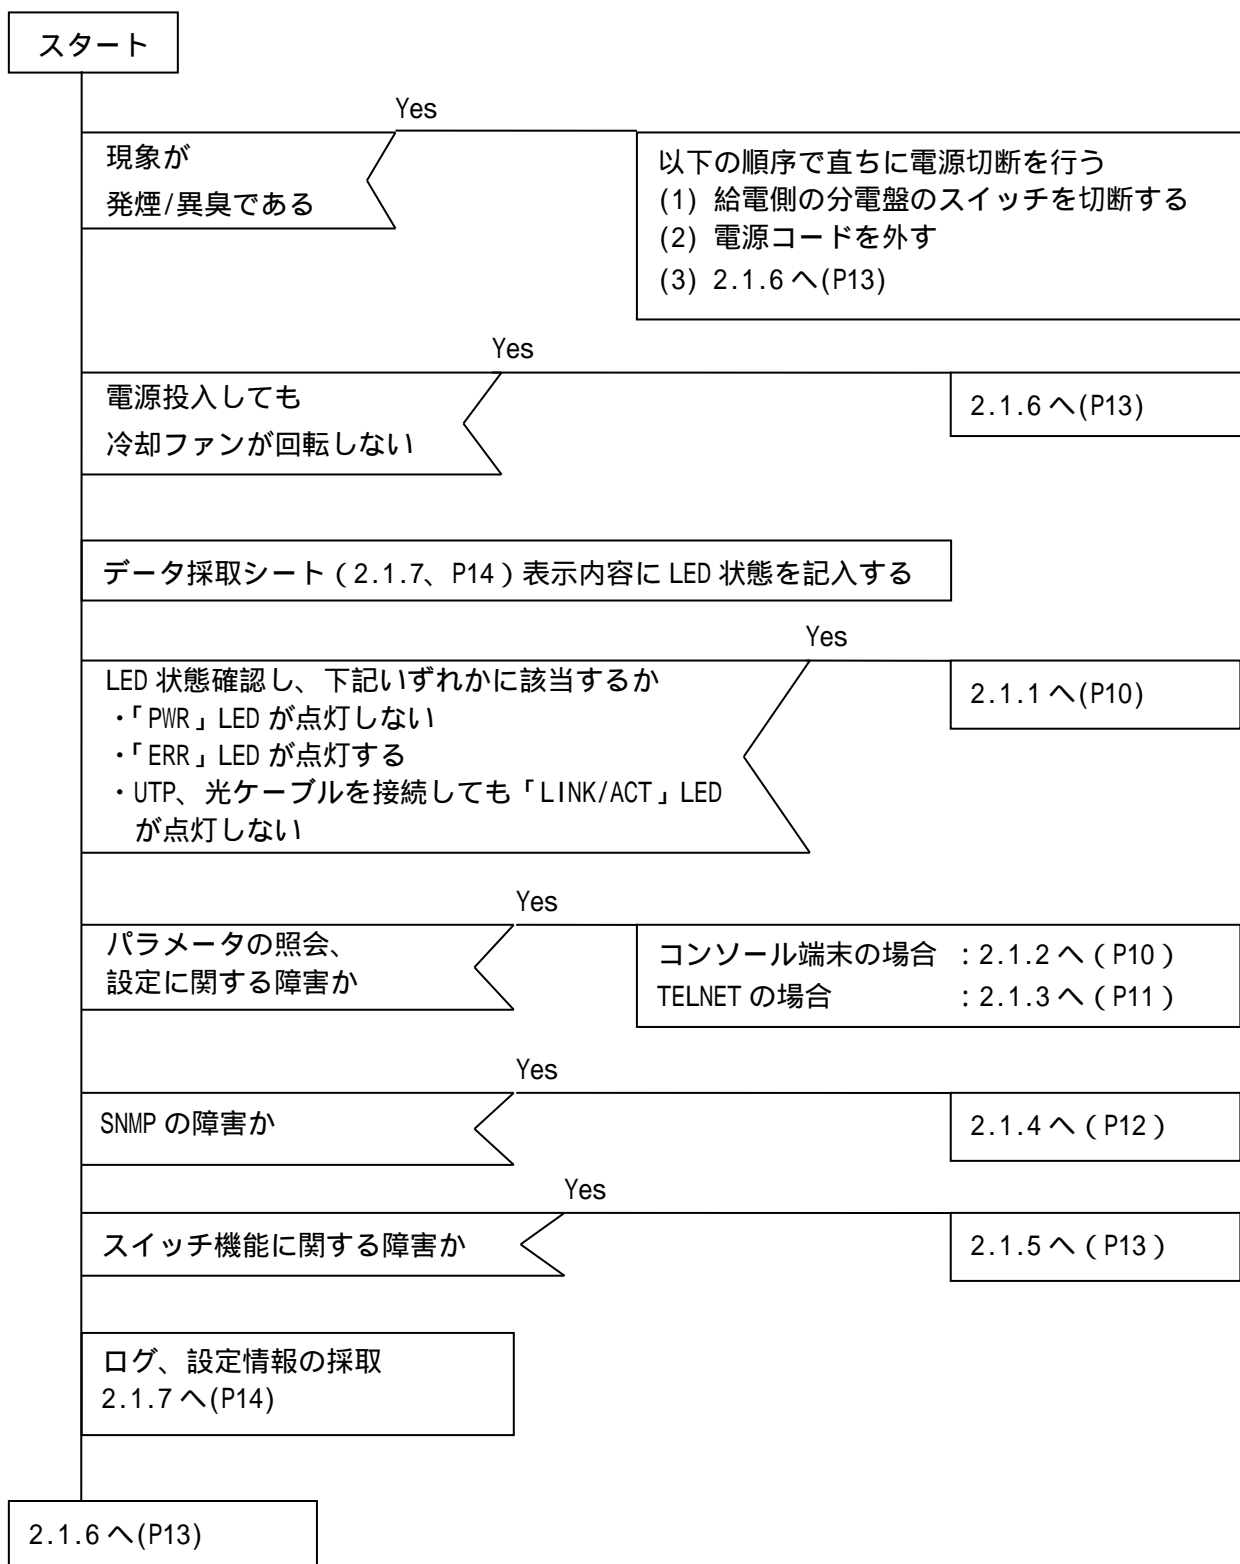 スタート
Yes
現象が
発煙/異臭である
以下の順序で直ちに電源切断を行う
(1) 給電側の分電盤のスイッチを切断する
(2) 電源コードを外す
(3) 2.1.6 へ(P13)
Yes
電源投入しても
冷却ファンが回転しない
2.1.6 へ(P13)
データ採取シート（2.1.7、P14）表示内容に LED 状態を記入する
Yes
LED 状態確認し、下記いずれかに該当するか
・「PWR」LED が点灯しない
・「ERR」LED が点灯する
・UTP、光ケーブルを接続しても「LINK/ACT」LED
が点灯しない
2.1.1 へ(P10)
Yes
パラメータの照会、
設定に関する障害か
コンソール端末の場合 ：2.1.2 へ（P10）
TELNET の場合 ：2.1.3 へ（P11）
Yes
SNMP の障害か
2.1.4 へ（P12）
Yes
スイッチ機能に関する障害か
2.1.5 へ（P13）
ログ、設定情報の採取
2.1.7 へ(P14)
2.1.6 へ(P13)